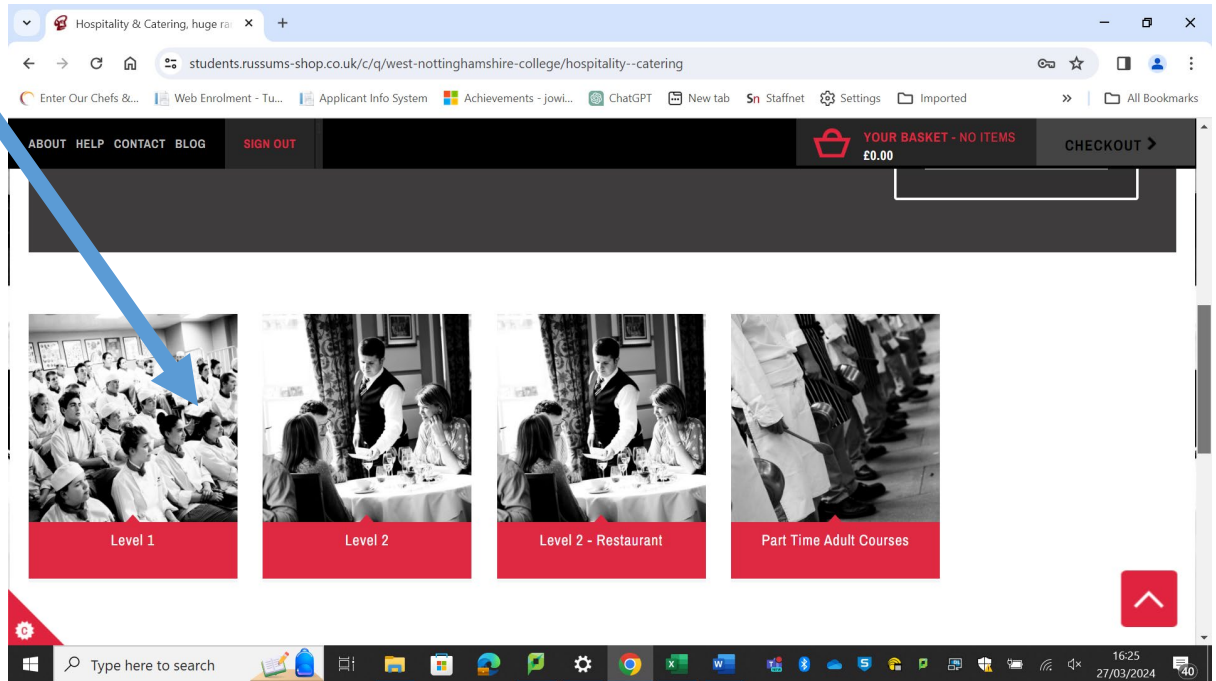 Hospitality & Catering, huge ra
students.russums-shop.co.uk/c/q/west-nottinghamshire-college/hospitality--catering
Enter Our Chefs &... Web Enrolment - Tu... Applicant Info System Achievements - jowi... ChatGPT New tab Sn Staffnet Settings Imported » All Bookmarks
ABOUT HELP CONTACT BLOG SIGN OUT YOUR BASKET - NO ITEMS CHECKOUT
£0.00
Level 1 Level 2 Level 2 - Restaurant Part Time Adult Courses
C
Type here to search 16:25
27/03/2024 40